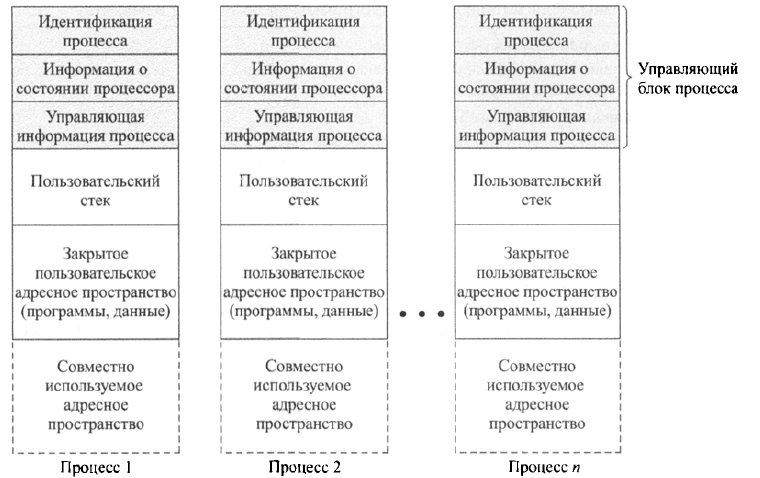 Идентификация
процесса
Информация о
состоянии процессора
Управляющая
информация процесса
Пользовательский
стек
Закрытое
пользовательское
адресное пространство
(программы, данные)
Совместно
используемое
адресное
пространство
Процесс 1
Идентификация
процесса
Информация о
состоянии процессора
Управляющая
информация процесса
Пользовательский
стек
Закрытое
пользовательское
адресное пространство
(программы, данные)
Совместно
используемое
адресное
пространство
Процесс 2
• • •
Идентификация
процесса
Информация о
состоянии процессора
Управляющая
информация процесса
Пользовательский
стек
Закрытое
пользовательское
адресное пространство
(программы, данные)
Совместно
используемое
адресное
пространство
Процесс n
Управляющий
блок процесса